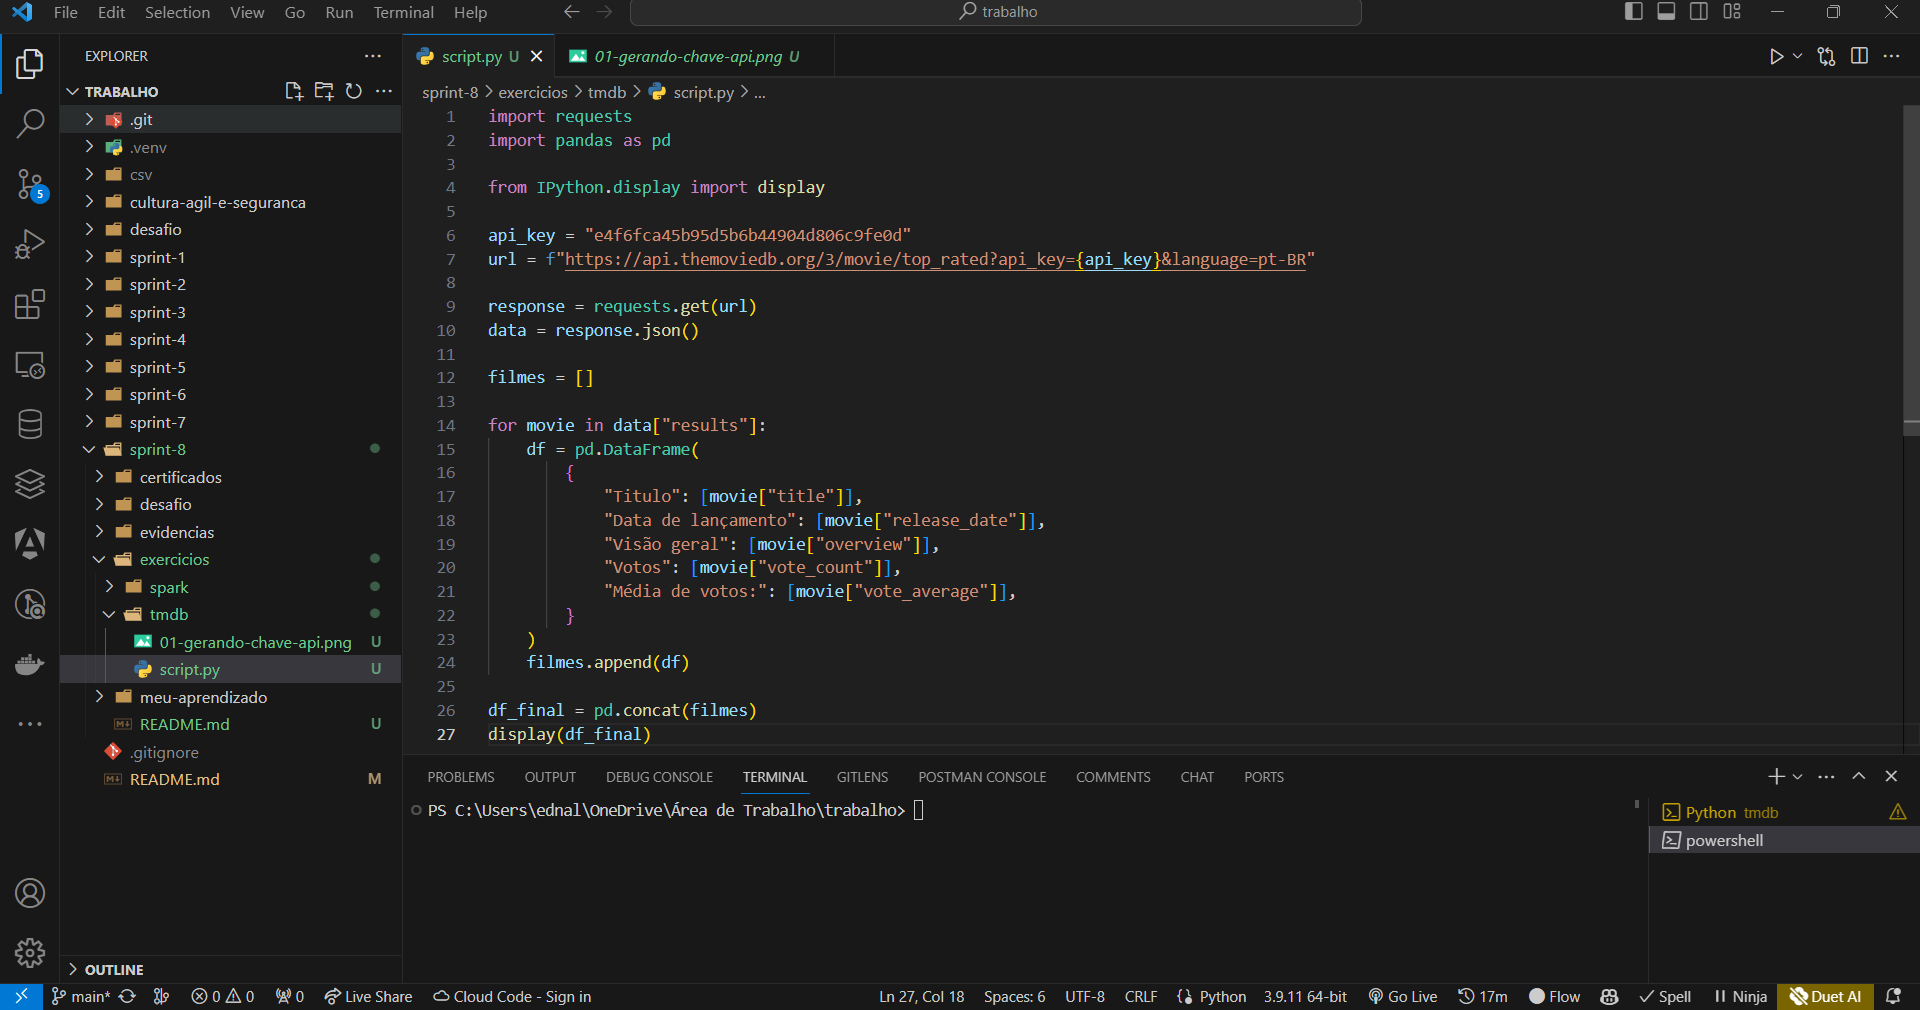 File Edit Selection View Go Run Terminal Help
trabalho
EXPLORER
TRABALHO
.git
.venv
csv
cultura-agil-e-seguranca
desafio
sprint-1
sprint-2
sprint-3
sprint-4
sprint-5
sprint-6
sprint-7
sprint-8
certificados
desafio
evidencias
exercicios
spark
tmdb
01-gerando-chave-api.png U
script.py U
meu-aprendizado
README.md U
.gitignore
README.md M
OUTLINE
script.py U
01-gerando-chave-api.png U
sprint-8 > exercicios > tmdb > script.py > ...
1 import requests
2 import pandas as pd
3
4 from IPython.display import display
5
6 api_key = "e4f6fca45b95d5b6b44904d806c9fe0d"
7 url = f"https://api.themoviedb.org/3/movie/top_rated?api_key={api_key}&language=pt-BR"
8
9 response = requests.get(url)
10 data = response.json()
11
12 filmes = []
13
14 for movie in data["results"]:
15 df = pd.DataFrame(
16 {
17 "Titulo": [movie["title"]],
18 "Data de lançamento": [movie["release_date"]],
19 "Visão geral": [movie["overview"]],
20 "Votos": [movie["vote_count"]],
21 "Média de votos:": [movie["vote_average"]],
22 }
23 )
24 filmes.append(df)
25
26 df_final = pd.concat(filmes)
27 display(df_final)
PROBLEMS OUTPUT DEBUG CONSOLE TERMINAL GITLENS POSTMAN CONSOLE COMMENTS CHAT PORTS
PS C:\Users\ednal\OneDrive\Área de Trabalho\trabalho>
Python tmdb
powershell
5
main* 0 0 0 Live Share Cloud Code - Sign in Ln 27, Col 18 Spaces: 6 UTF-8 CRLF Python 3.9.11 64-bit Go Live 17m Flow Spell Ninja Duet AI